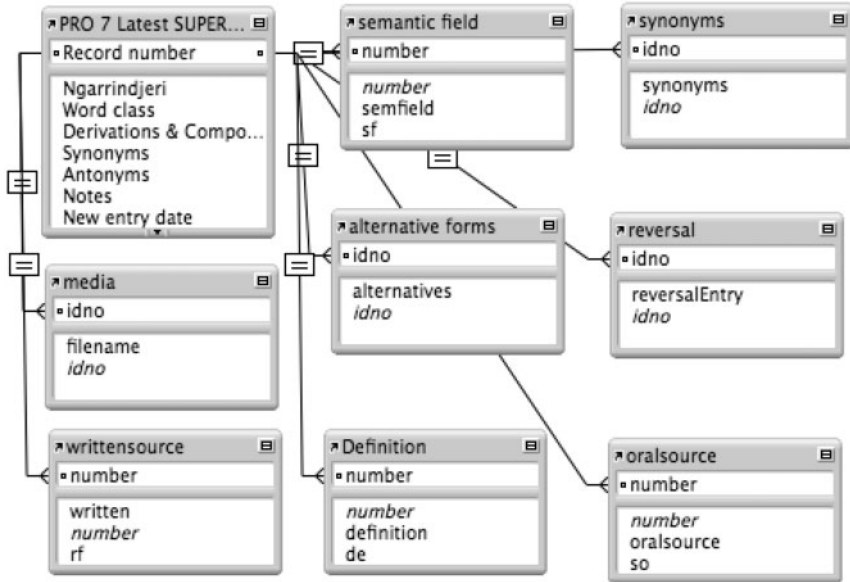 PRO 7 Latest SUPER...
Record number
Ngarrindjeri
Word class
Derivations & Compo...
Synonyms
Antonyms
Notes
New entry date
semantic field
number
number
semfield
sf
synonyms
idno
synonyms
idno
media
idno
filename
idno
alternative forms
idno
alternatives
idno
reversal
idno
reversalEntry
idno
writtensource
number
written
number
rf
Definition
number
number
definition
de
oralsource
number
number
oralsource
so